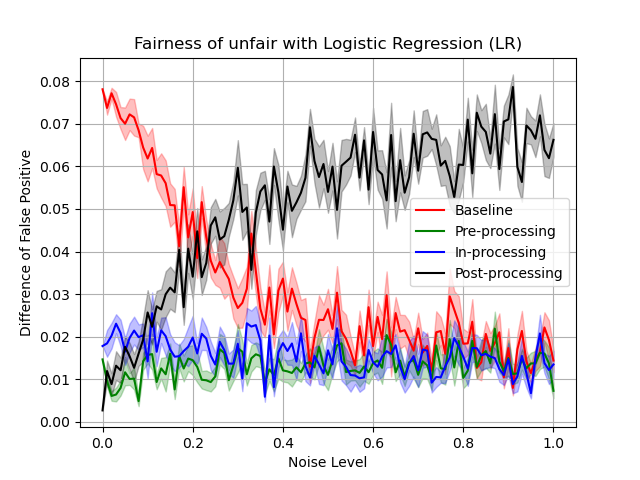 Fairness of unfair with Logistic Regression (LR)
Difference of False Positive
0.08
0.07
0.06
0.05
0.04
0.03
0.02
0.01
0.00
Baseline
Pre-processing
In-processing
Post-processing
0.0 0.2 0.4 0.6 0.8 1.0
Noise Level